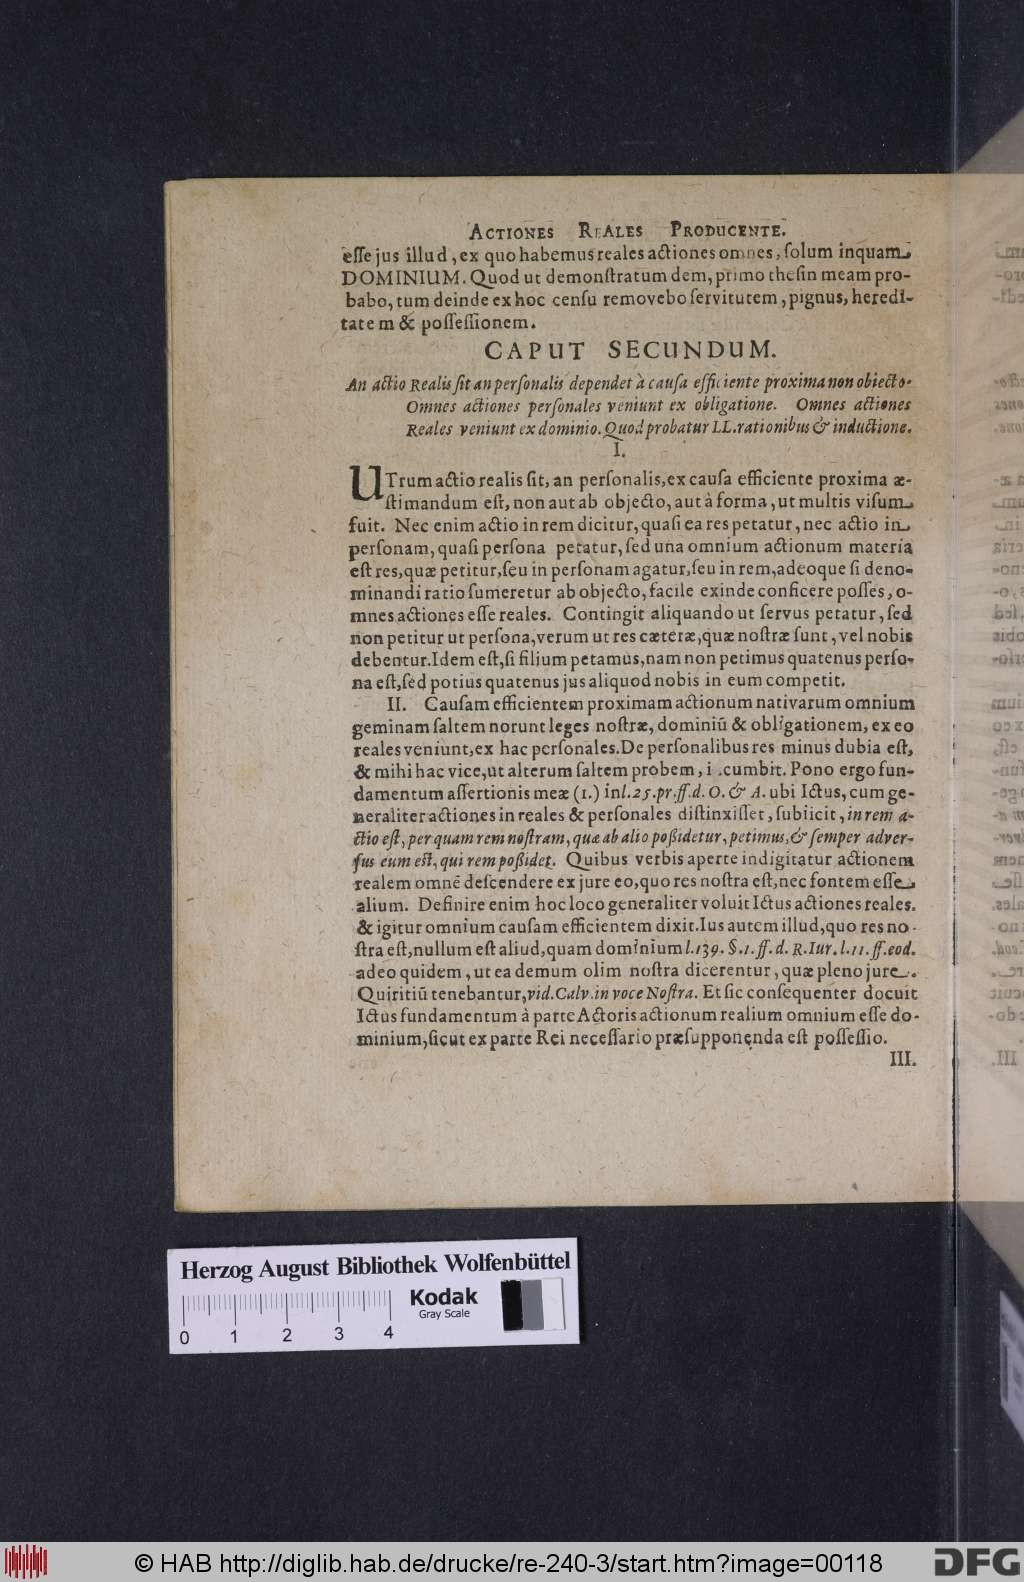 ACTIONES REALES PRODUCENTE.
eſſe jus illud, ex quo habemus reales actiones omnes, ſolum inquam,
DOMINIUM. Quod ut demonſtratum dem, primo theſin meam pro-
babo, tum deinde ex hoc cenſu removebo ſervitutem, pignus, heredi-
tatem & poſſeſſionem.
CAPUT SECUNDUM.
An actio Realis ſit an perſonalis dependet à cauſa efficiente proxima non obiecto.
Omnes actiones perſonales veniunt ex obligatione. Omnes actiones
Reales veniunt ex dominio. Quod probatur LL. rationibus & inductione.
I.
UTrum actio realis ſit, an perſonalis, ex cauſa efficiente proxima æ-
ſtimandum eſt, non aut ab objecto, aut à forma, ut multis viſum
fuit. Nec enim actio in rem dicitur, quaſi ea res petatur, nec actio in
perſonam, quaſi perſona petatur, ſed una omnium actionum materia
eſt res, quæ petitur, ſeu in perſonam agatur, ſeu in rem, adeoque ſi deno-
minandi ratio ſumeretur ab objecto, facile exinde conficere poſſes, o-
mnes actiones eſſe reales. Contingit aliquando ut ſervus petatur, ſed
non petitur ut perſona, verum ut res cæteræ, quæ noſtræ ſunt, vel nobis
debentur. Idem eſt, ſi filium petamus, nam non petimus quatenus perſo-
na eſt, ſed potius quatenus jus aliquod nobis in eum competit.
II. Cauſam efficientem proximam actionum nativarum omnium
geminam ſaltem norunt leges noſtræ, dominiũ & obligationem, ex eo
reales veniunt, ex hac perſonales. De perſonalibus res minus dubia eſt,
& mihi hac vice, ut alterum ſaltem probem, i .cumbit. Pono ergo fun-
damentum aſſertionis meæ (1.) in l. 25. pr. ff. d. O. & A. ubi Ictus, cum ge-
neraliter actiones in reales & perſonales diſtinxiſſet, ſubiicit, in rem a-
ctio eſt, per quam rem noſtram, quæ ab alio poßidetur, petimus, & ſemper adver-
ſus eum eſt, qui rem poßidet. Quibus verbis aperte indigitatur actionem
realem omnẽ deſcendere ex jure eo, quo res noſtra eſt, nec fontem eſſe
alium. Definire enim hoc loco generaliter voluit Ictus actiones reales.
& igitur omnium cauſam efficientem dixit. Ius autem illud, quo res no-
ſtra eſt, nullum eſt aliud, quam dominium l. 139. §. 1. ff. d. R. Iur. l. 11. ff. eod.
adeo quidem, ut ea demum olim noſtra dicerentur, quæ pleno jure
Quiritiũ tenebantur, vid. Calv. in voce Noſtra. Et ſic conſequenter docuit
Ictus fundamentum à parte Actoris actionum realium omnium eſſe do-
minium, ſicut ex parte Rei neceſſario præſupponenda eſt poſſeſſio.
III.
Herzog August Bibliothek Wolfenbüttel
Kodak
Gray Scale
0 1 2 3 4
© HAB http://diglib.hab.de/drucke/re-240-3/start.htm?image=00118
DFG